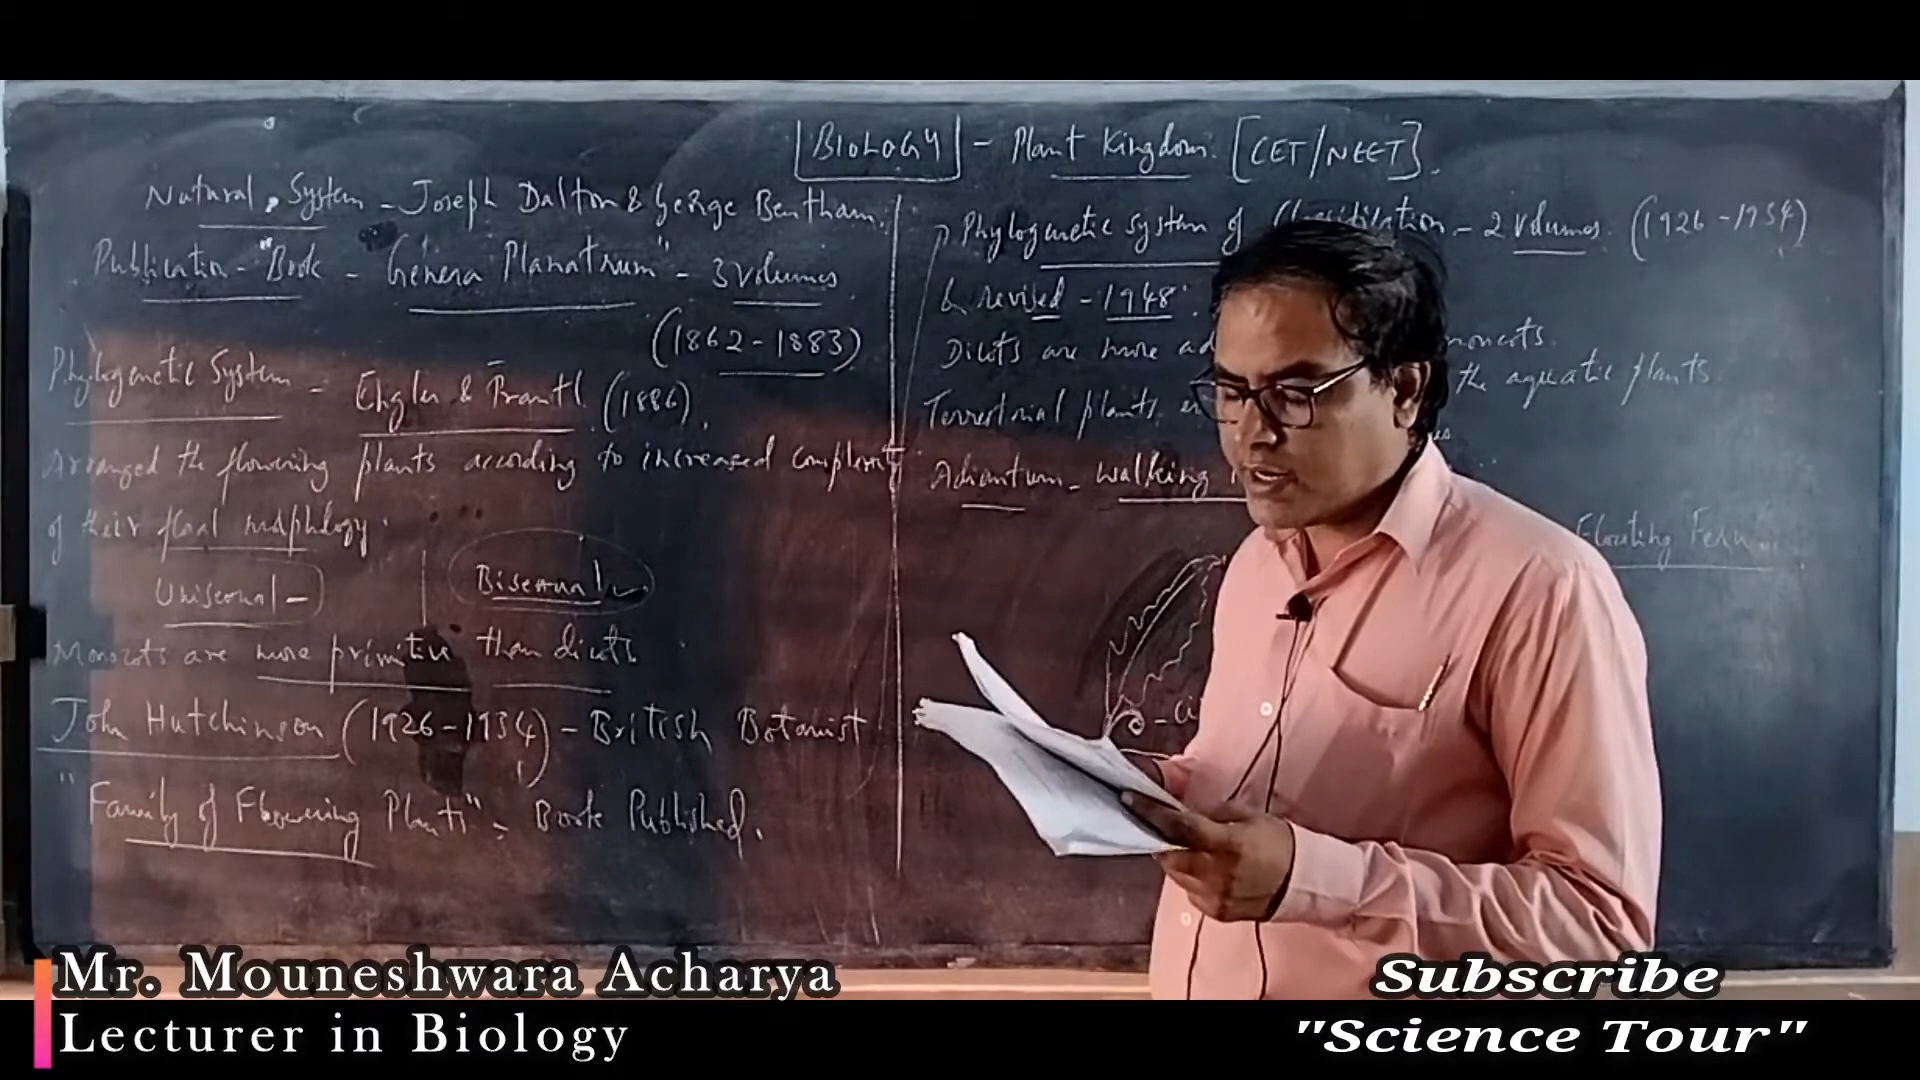 [BIOLOGY] - Plant Kingdom. [CET/NEET].
Natural System - Joseph Dalton & George Bentham.
Publication - "Book - "Genera Planatrum" - 3 volumes
(1862 - 1883)
Phylogenetic System - Engler & Prantl. (1886).
Arranged the flowering plants according to increased complexity
of their floral
Unisexual -
Bisexual
Monocots are more primitive than dicots
John Hutchinson (1926-1934) - British Botanist
"Family of Flowering Plants" - Book Published.
Phylogenetic system of - 2 volumes. (1926 - 1934)
& revised - 1948.
Dicots are more monocots.
Terrestrial plants the aquatic plants.
Adiantum - walking
Floating Fern
Mr. Mouneshwara Acharya
Lecturer in Biology
Subscribe
"Science Tour"